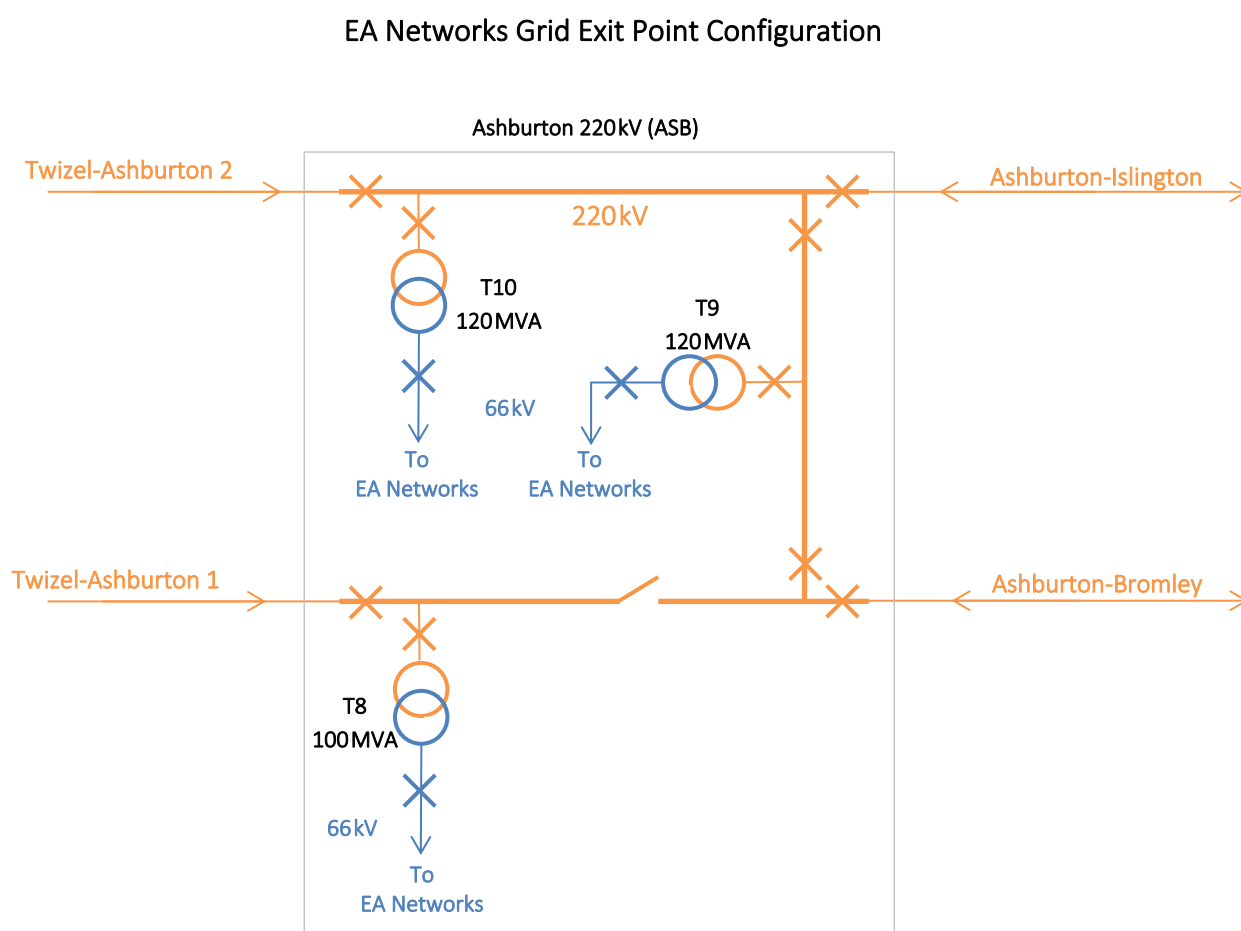 EA Networks Grid Exit Point Configuration
Ashburton 220kV (ASB)
Twizel-Ashburton 2
Ashburton-Islington
220kV
T10
120MVA
T9
120MVA
66kV
To
EA Networks
To
EA Networks
Twizel-Ashburton 1
Ashburton-Bromley
T8
100MVA
66kV
To
EA Networks